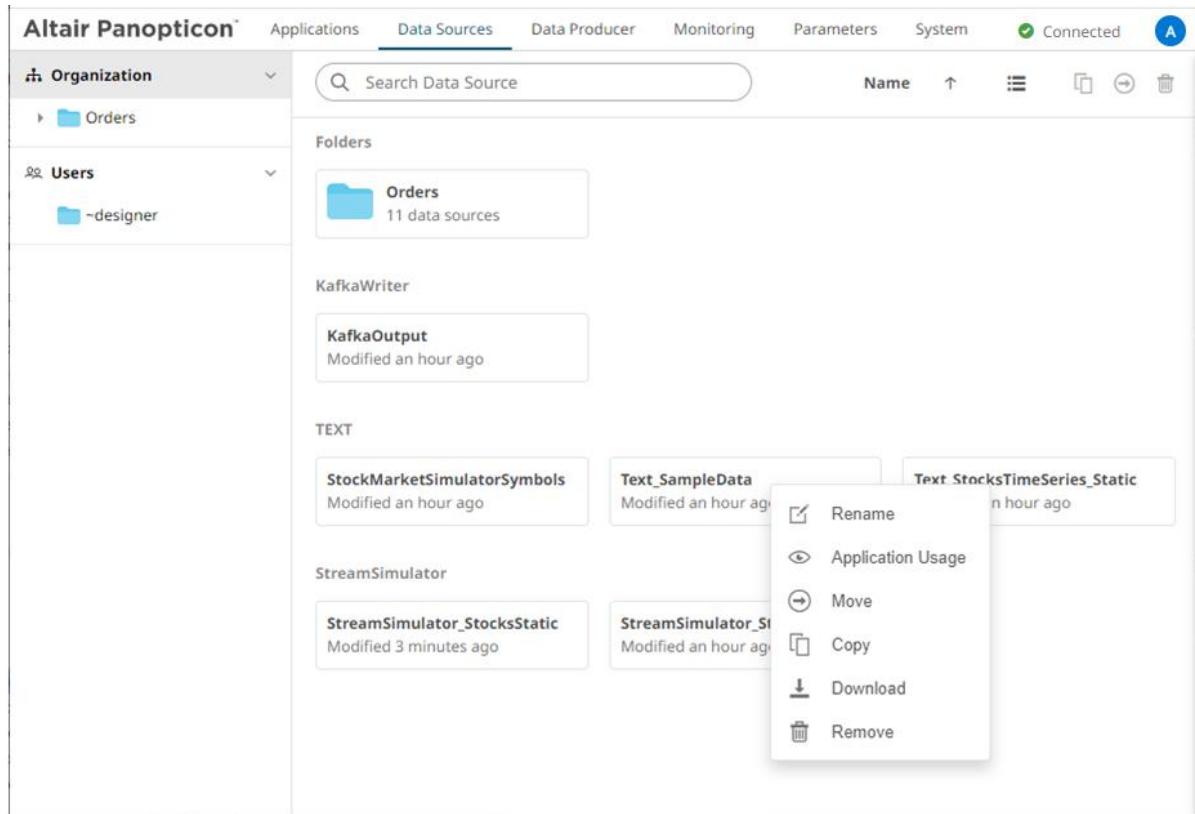 Altair Panopticon™ Applications Data Sources Data Producer Monitoring Parameters System Connected A
Organization
Orders
Users
~designer
Search Data Source Name
Folders
Orders
11 data sources
KafkaWriter
KafkaOutput
Modified an hour ago
TEXT
StockMarketSimulatorSymbols Text_SampleData Text_StocksTimeSeries_Static
Modified an hour ago Modified an hour ago n hour ago
StreamSimulator
StreamSimulator_StocksStatic StreamSimulator_St
Modified 3 minutes ago Modified an hour ago
Rename
Application Usage
Move
Copy
Download
Remove